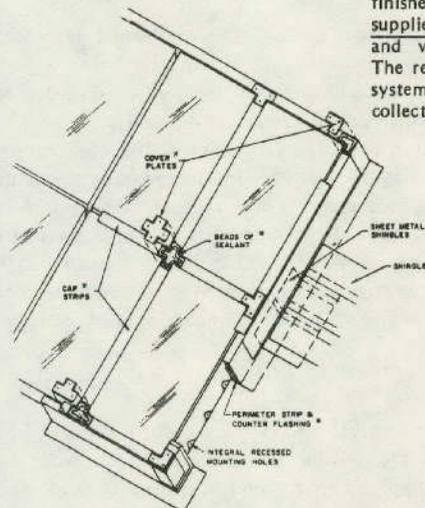 finishe
supplie
and v
The re
system
collect
COVER *
PLATES
BEADS OF *
SEALANT
SHEET METAL
SHINGLES
SHINGLE
CAP *
STRIPS
PERIMETER STRIP &
COUNTER FLASHING *
INTEGRAL RECESSED
MOUNTING HOLES